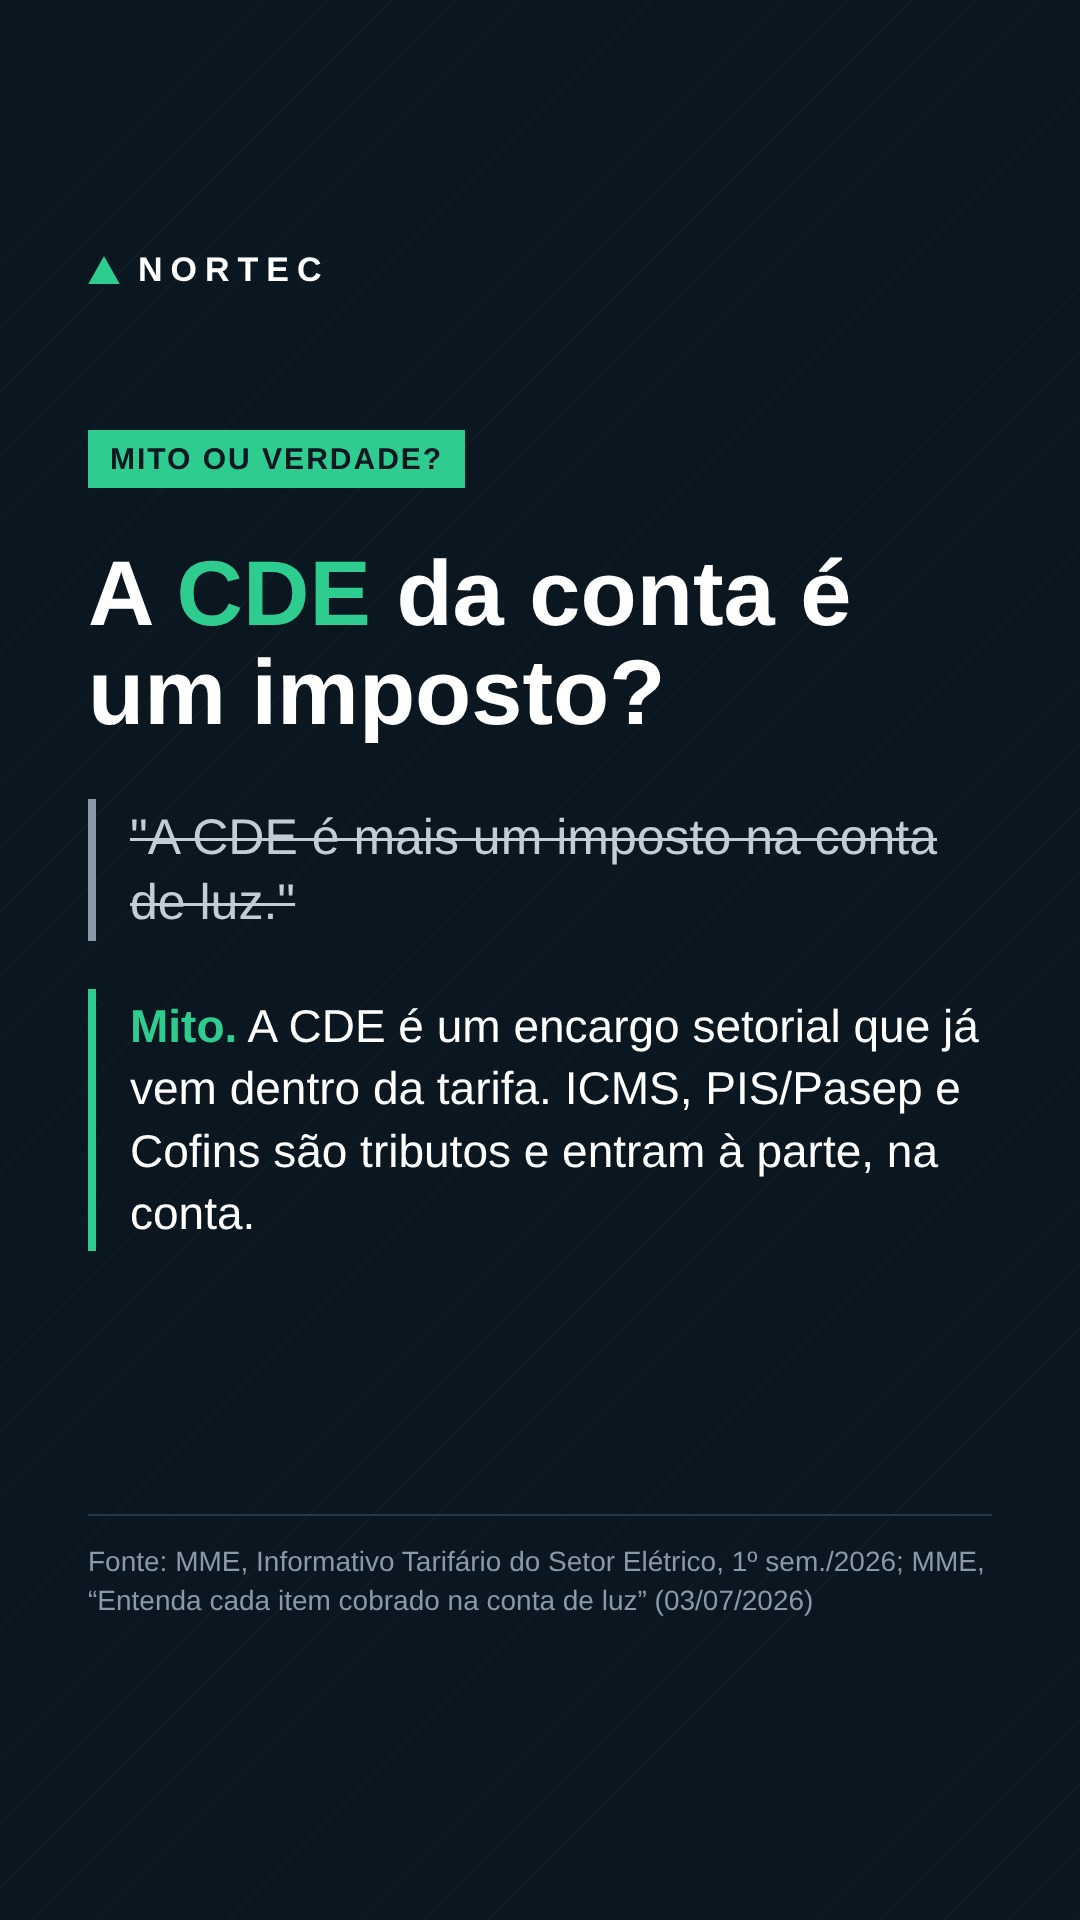 NORTEC
MITO OU VERDADE?
A CDE da conta é
um imposto?
"A CDE é mais um imposto na conta
de luz."
Mito. A CDE é um encargo setorial que já
vem dentro da tarifa. ICMS, PIS/Pasep e
Cofins são tributos e entram à parte, na
conta.
Fonte: MME, Informativo Tarifário do Setor Elétrico, 1º sem./2026; MME,
“Entenda cada item cobrado na conta de luz” (03/07/2026)